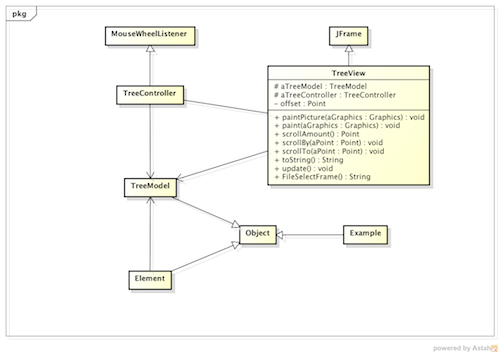 pkg
MouseWheelListener
JFrame
TreeController
TreeView
# aTreeModel : TreeModel
# aTreeController : TreeController
- offset : Point
+ paintPicture(aGraphics : Graphics) : void
+ paint(aGraphics : Graphics) : void
+ scrollAmount() : Point
+ scrollBy(aPoint : Point) : void
+ scrollTo(aPoint : Point) : void
+ toString() : String
+ update() : void
+ FileSelectFrame() : String
TreeModel
Object
Example
Element
powered by Astah